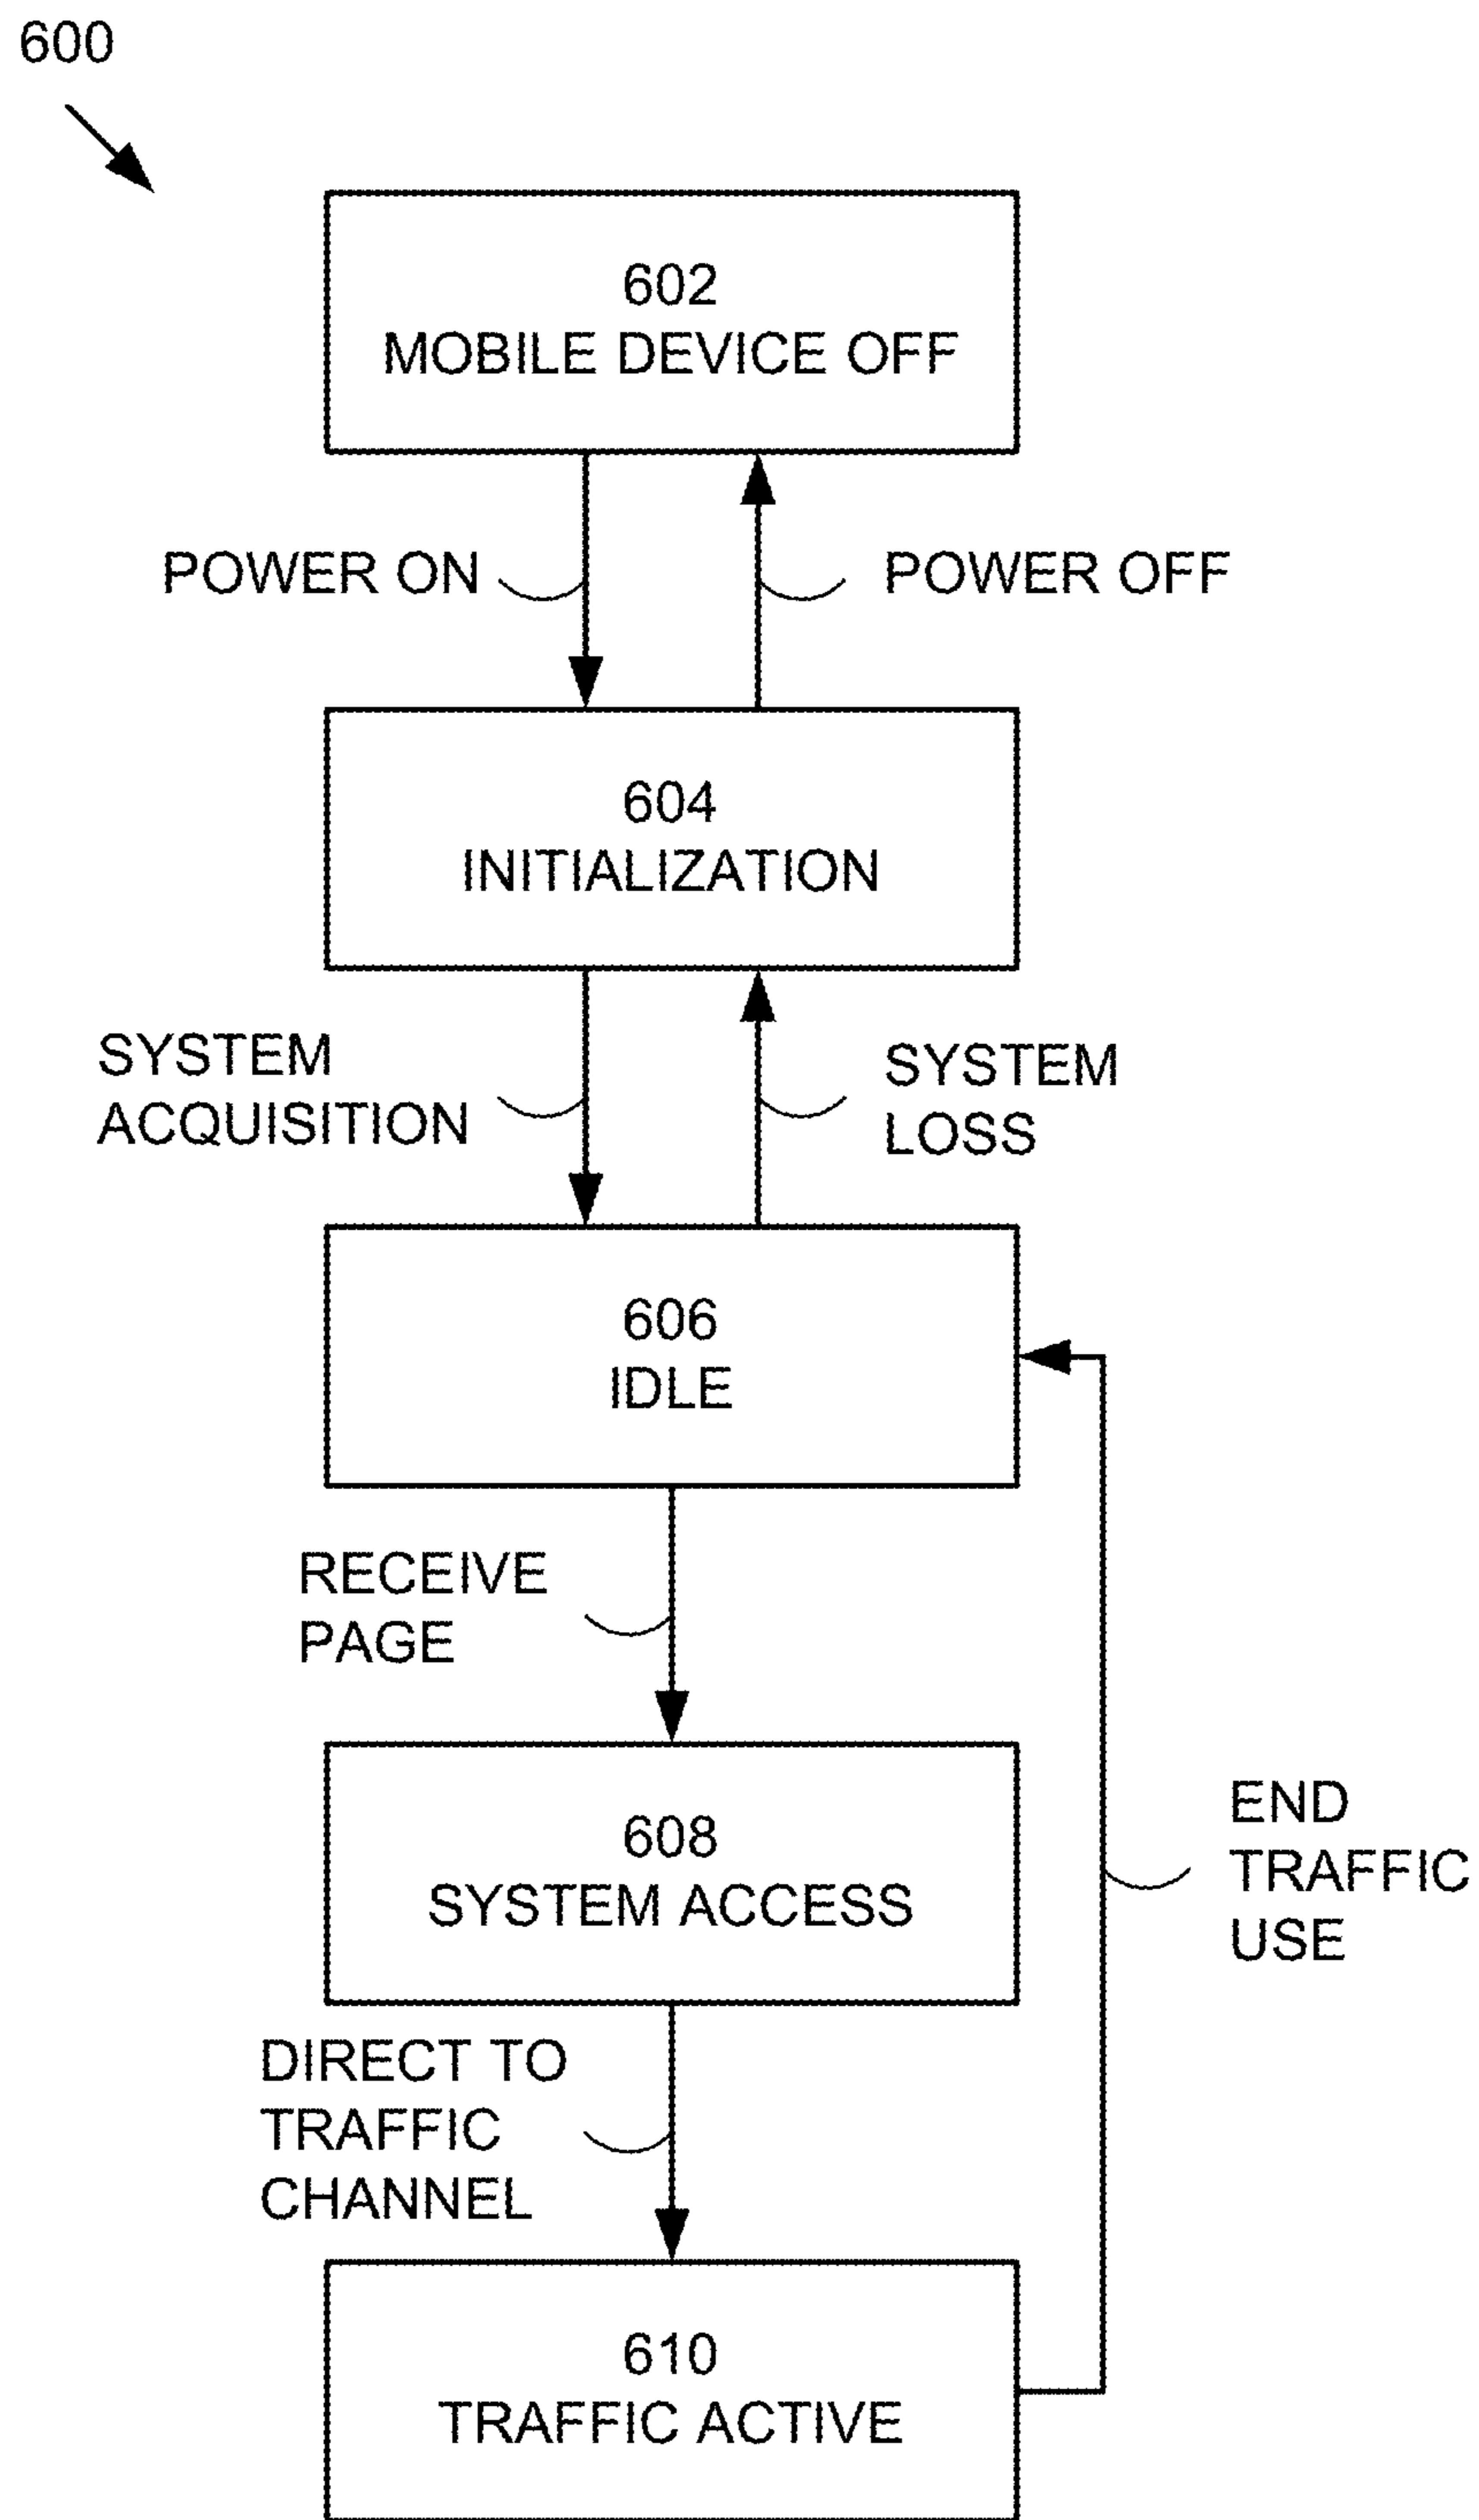 600
602
MOBILE DEVICE OFF
POWER ON
POWER OFF
604
INITIALIZATION
SYSTEM
ACQUISITION
SYSTEM
LOSS
606
IDLE
RECEIVE
PAGE
608
SYSTEM ACCESS
END
TRAFFIC
USE
DIRECT TO
TRAFFIC
CHANNEL
610
TRAFFIC ACTIVE